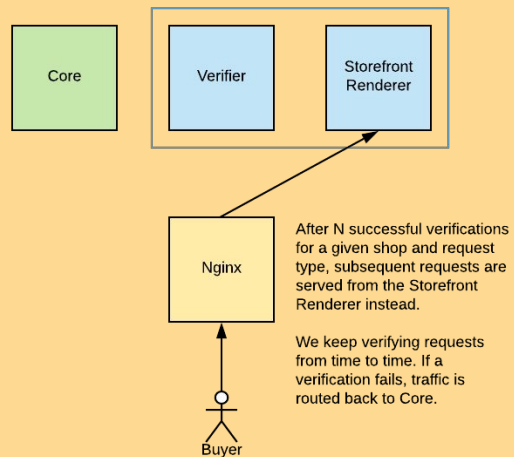 Core
Verifier
Storefront
Renderer
Nginx
After N successful verifications
for a given shop and request
type, subsequent requests are
served from the Storefront
Renderer instead.
We keep verifying requests
from time to time. If a
verification fails, traffic is
routed back to Core.
Buyer